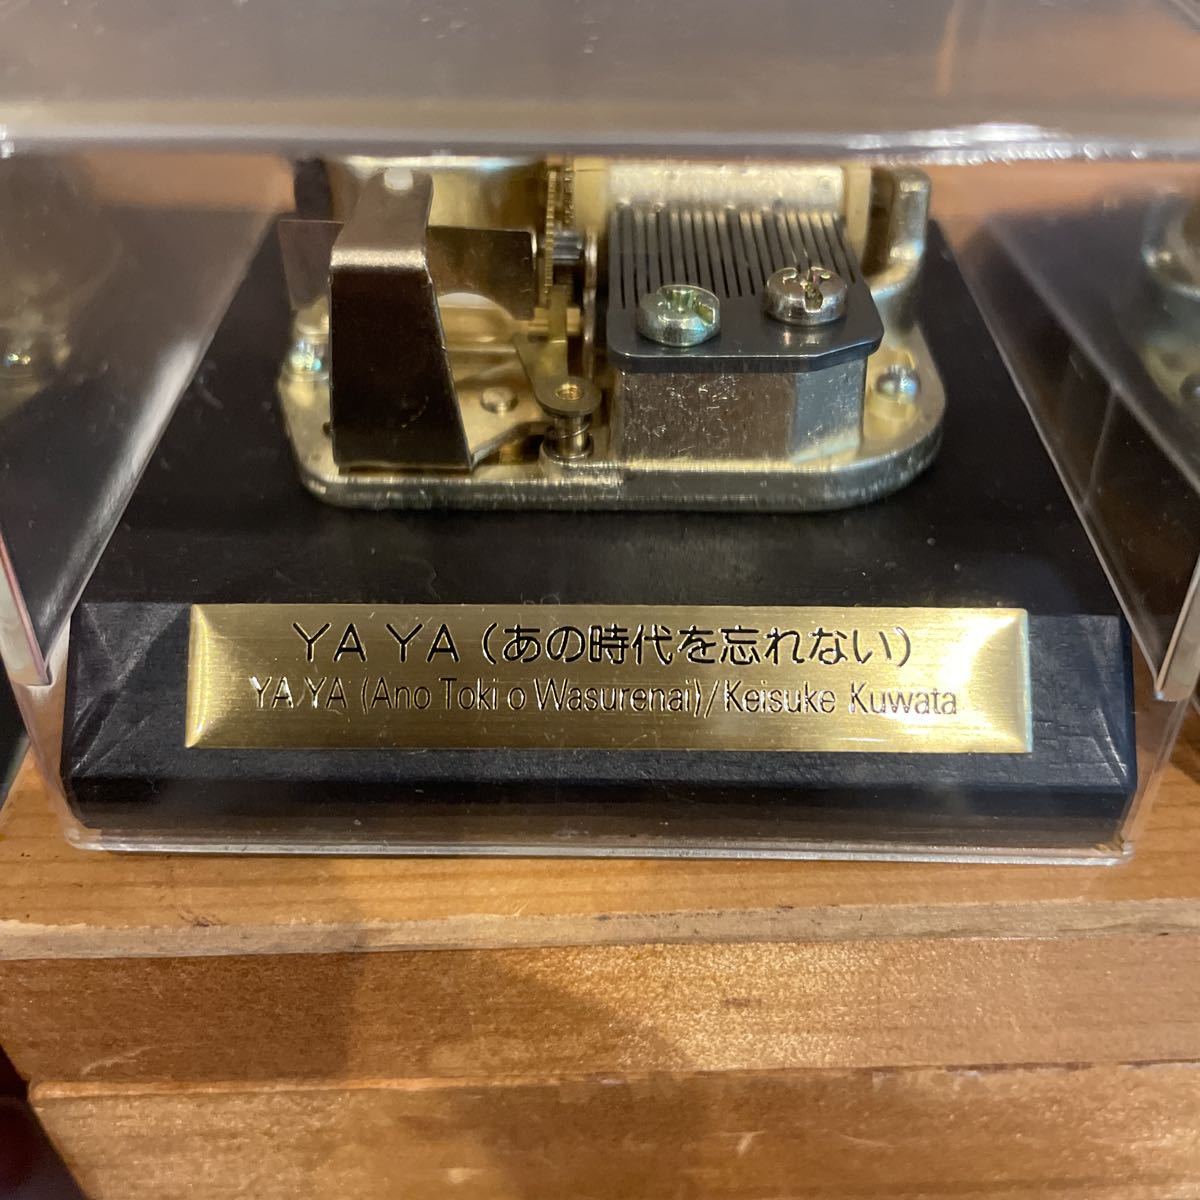 YA YA (あの時代を忘れない)
YA YA (Ano Toki o Wasurenai)/Keisuke Kuwata